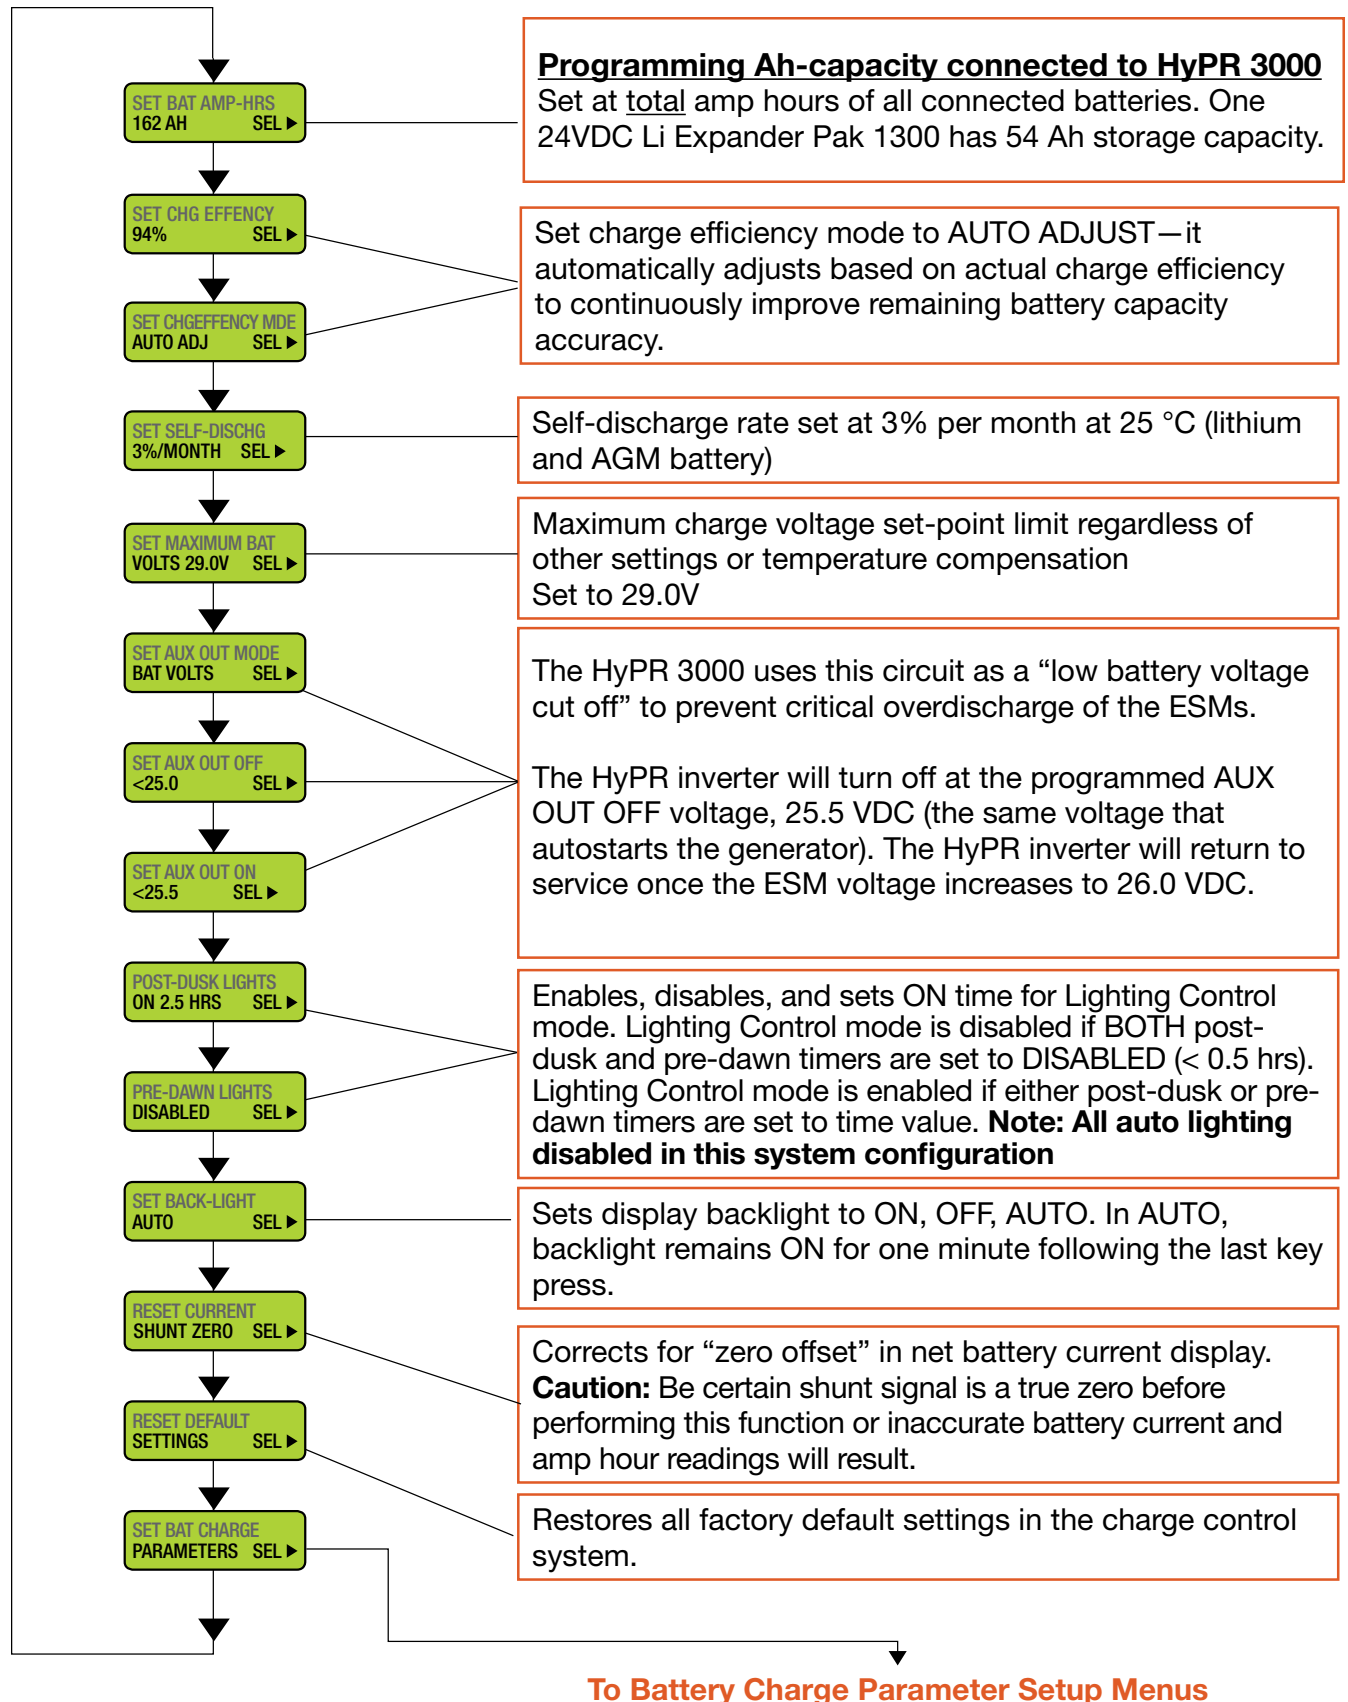 SET BAT AMP-HRS
162 AH SEL ▶
Programming Ah-capacity connected to HyPR 3000
Set at total amp hours of all connected batteries. One
24VDC Li Expander Pak 1300 has 54 Ah storage capacity.
SET CHG EFFENCY
94% SEL ▶
SET CHGEFFENCY MDE
AUTO ADJ SEL ▶
Set charge efficiency mode to AUTO ADJUST—it
automatically adjusts based on actual charge efficiency
to continuously improve remaining battery capacity
accuracy.
SET SELF-DISCHG
3%/MONTH SEL ▶
Self-discharge rate set at 3% per month at 25 °C (lithium
and AGM battery)
SET MAXIMUM BAT
VOLTS 29.0V SEL ▶
Maximum charge voltage set-point limit regardless of
other settings or temperature compensation
Set to 29.0V
SET AUX OUT MODE
BAT VOLTS SEL ▶
SET AUX OUT OFF
<25.0 SEL ▶
SET AUX OUT ON
<25.5 SEL ▶
The HyPR 3000 uses this circuit as a “low battery voltage
cut off” to prevent critical overdischarge of the ESMs.
The HyPR inverter will turn off at the programmed AUX
OUT OFF voltage, 25.5 VDC (the same voltage that
autostarts the generator). The HyPR inverter will return to
service once the ESM voltage increases to 26.0 VDC.
POST-DUSK LIGHTS
ON 2.5 HRS SEL ▶
PRE-DAWN LIGHTS
DISABLED SEL ▶
Enables, disables, and sets ON time for Lighting Control
mode. Lighting Control mode is disabled if BOTH post-
dusk and pre-dawn timers are set to DISABLED (< 0.5 hrs).
Lighting Control mode is enabled if either post-dusk or pre-
dawn timers are set to time value. Note: All auto lighting
disabled in this system configuration
SET BACK-LIGHT
AUTO SEL ▶
Sets display backlight to ON, OFF, AUTO. In AUTO,
backlight remains ON for one minute following the last key
press.
RESET CURRENT
SHUNT ZERO SEL ▶
Corrects for “zero offset” in net battery current display.
Caution: Be certain shunt signal is a true zero before
performing this function or inaccurate battery current and
amp hour readings will result.
RESET DEFAULT
SETTINGS SEL ▶
Restores all factory default settings in the charge control
system.
SET BAT CHARGE
PARAMETERS SEL ▶
To Battery Charge Parameter Setup Menus